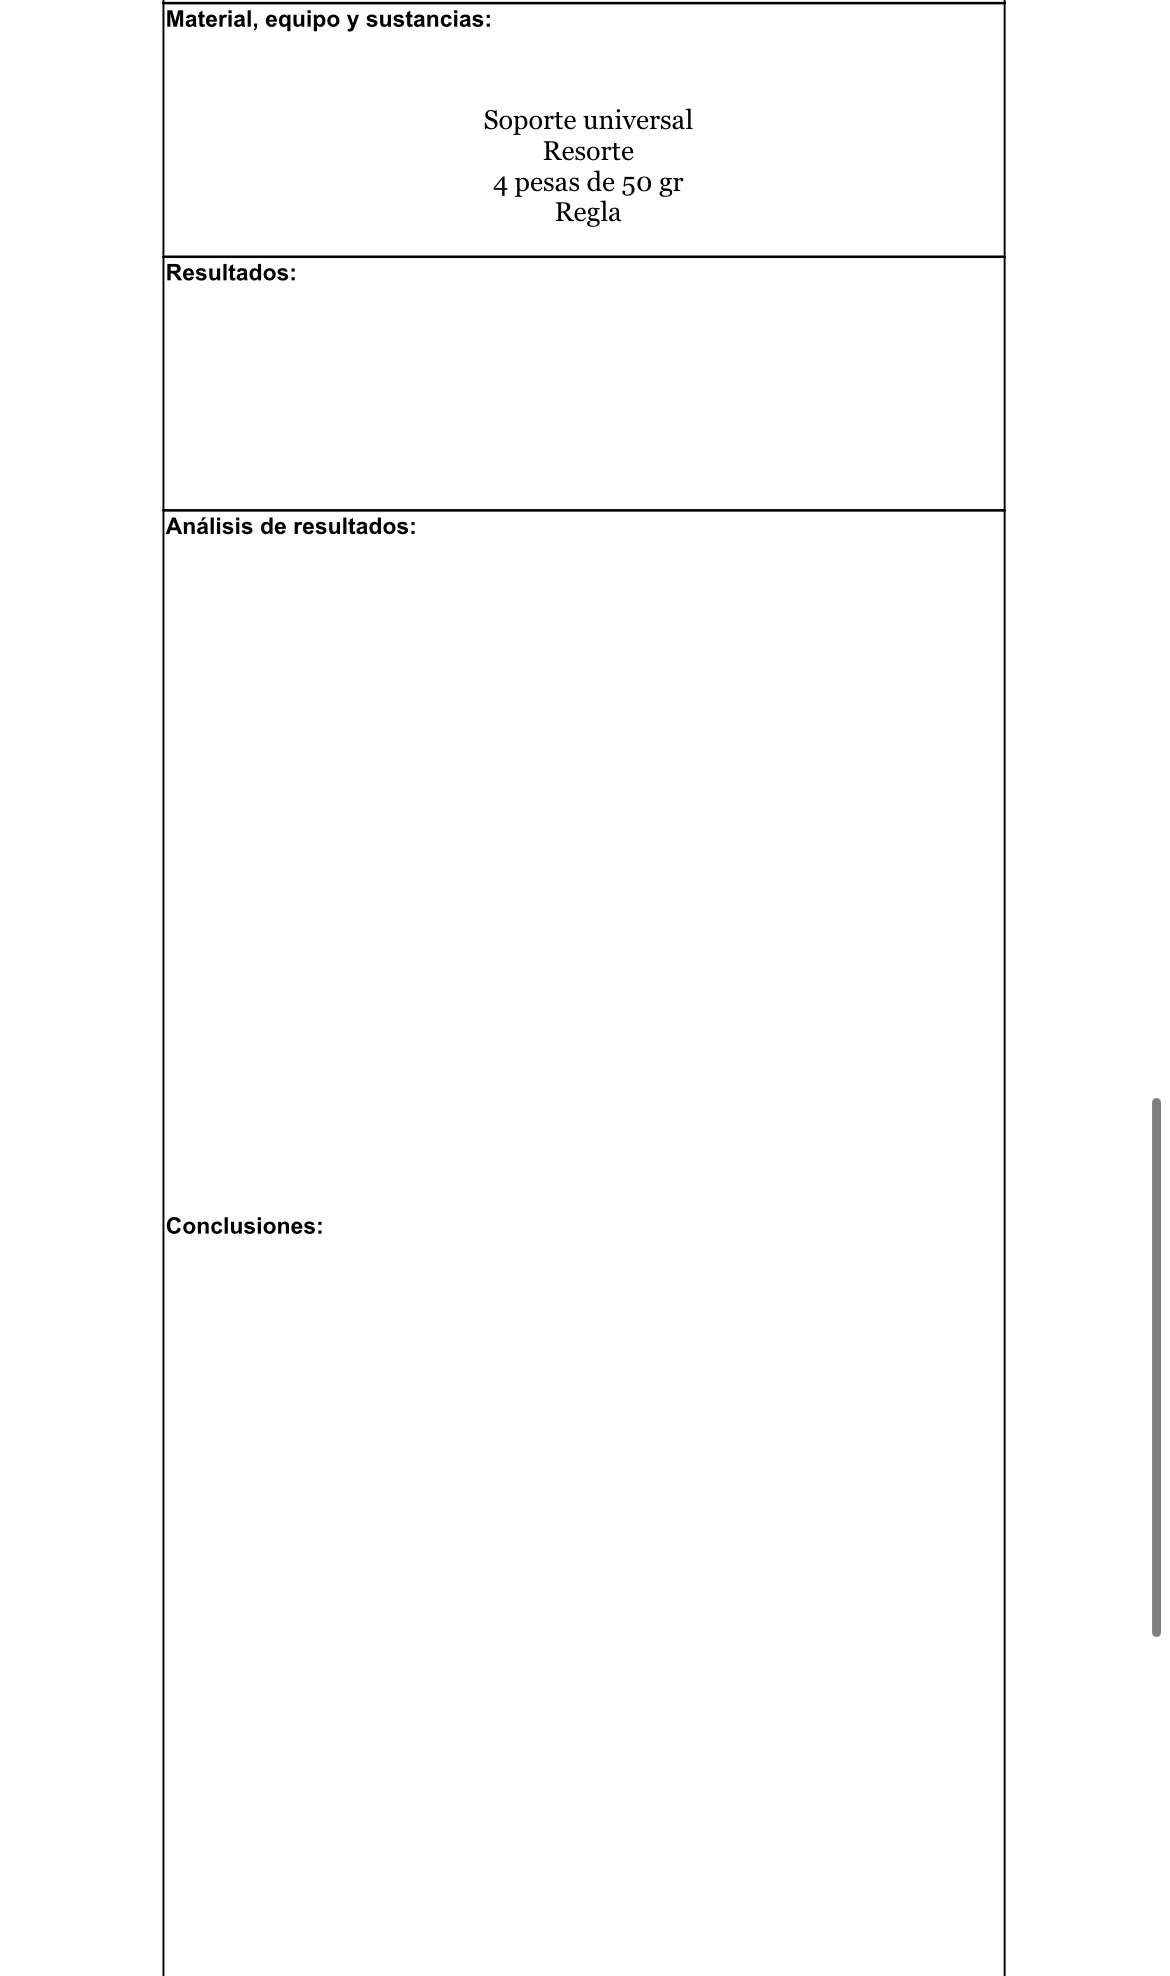 Material, equipo y sustancias:
Soporte universal
Resorte
4 pesas de 50 gr
Regla
Resultados:
Análisis de resultados:
Conclusiones: